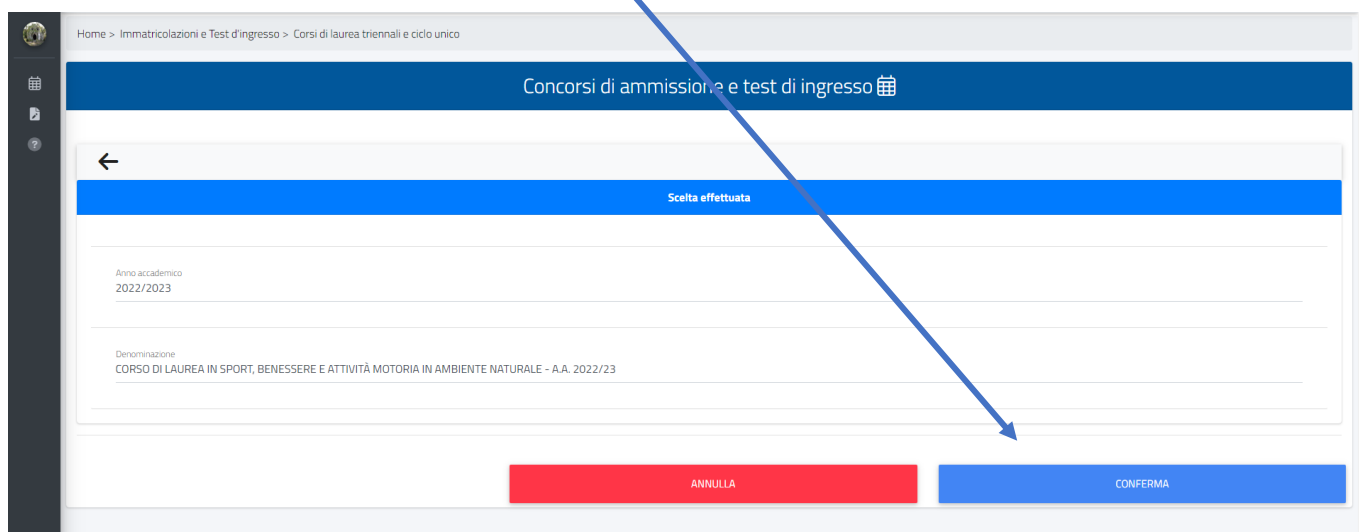 Home > Immatricolazioni e Test d'ingresso > Corsi di laurea triennali e ciclo unico
Concorsi di ammissione e test di ingresso
Scelta effettuata
Anno accademico
2022/2023
Denominazione
CORSO DI LAUREA IN SPORT, BENESSERE E ATTIVITÀ MOTORIA IN AMBIENTE NATURALE - A.A. 2022/23
ANNULLA
CONFERMA